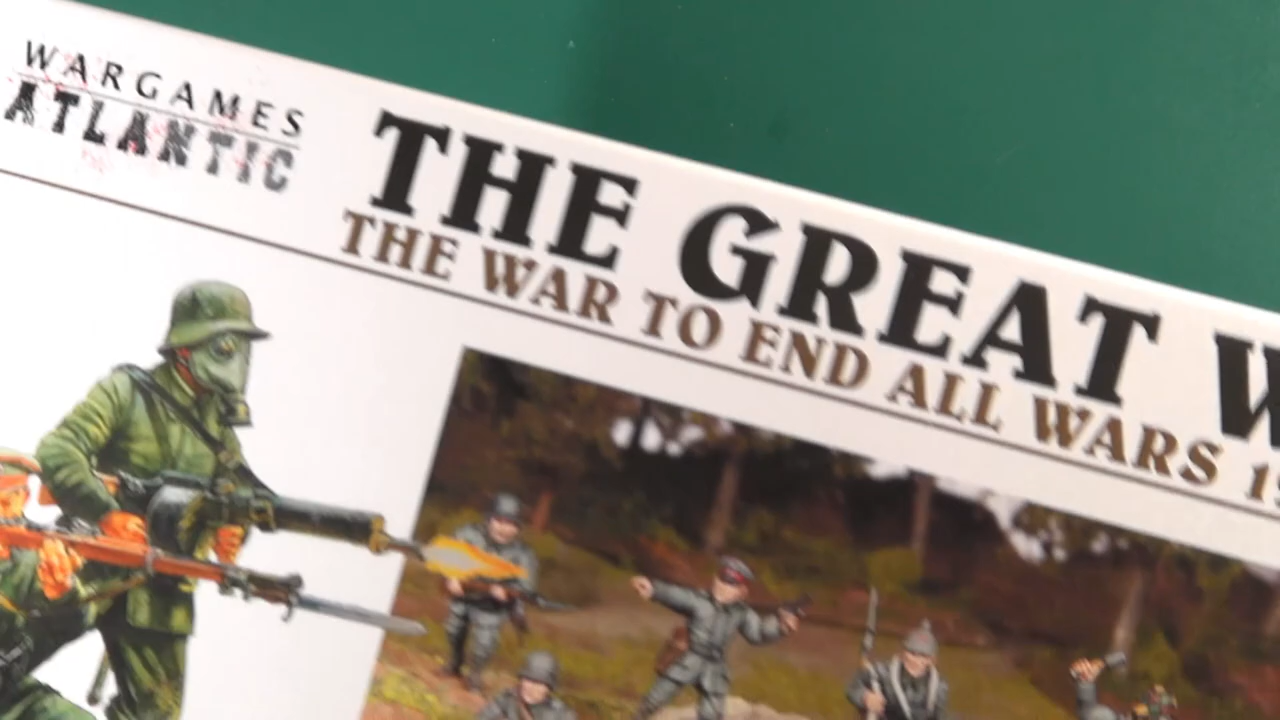 WARGAMES
ATLANTIC
THE GREAT
THE WAR TO END ALL WARS